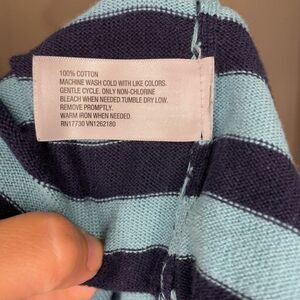 100% COTTON
MACHINE WASH COLD WITH LIKE COLORS.
GENTLE CYCLE. ONLY NON-CHLORINE
BLEACH WHEN NEEDED.TUMBLE DRY LOW.
REMOVE PROMPTLY.
WARM IRON WHEN NEEDED.
RN17730 VN1262180